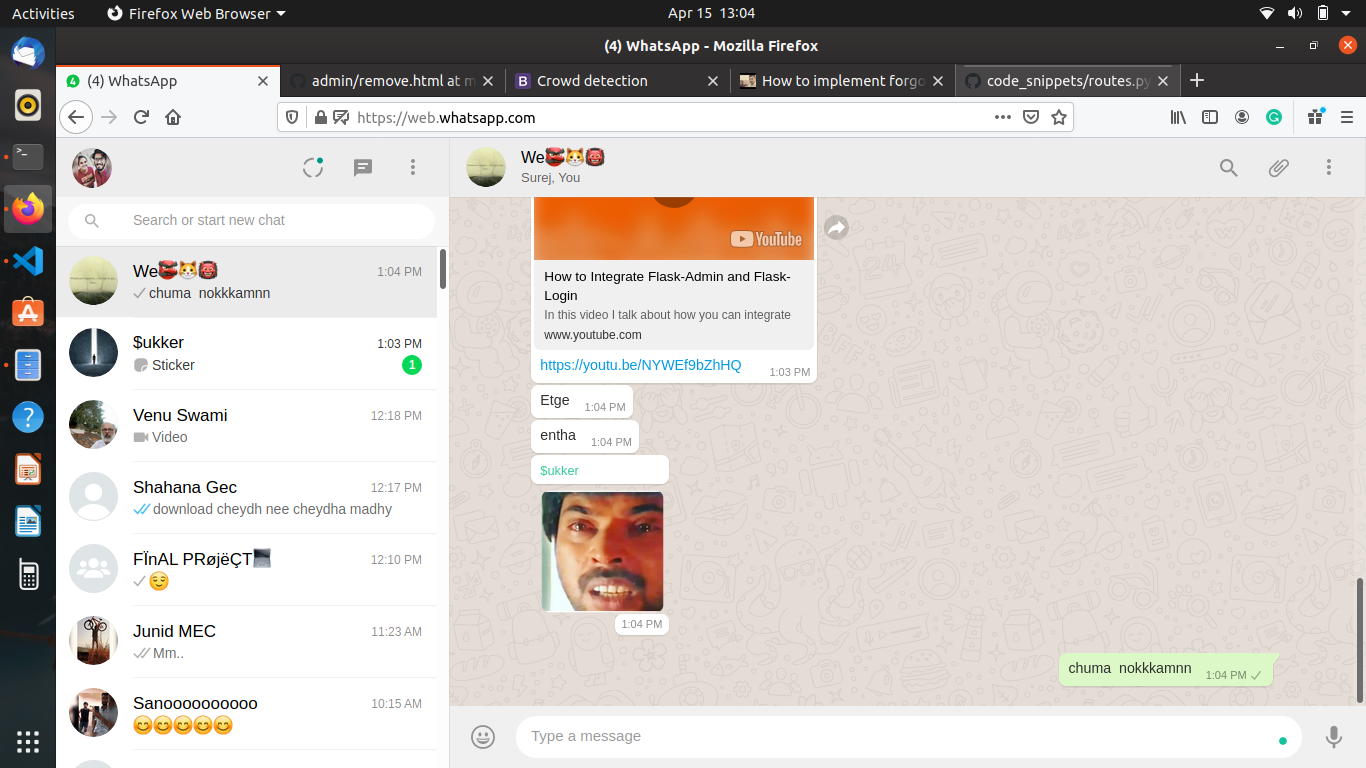 Activities
Firefox Web Browser
Apr 15 13:04
(4) WhatsApp - Mozilla Firefox
4
(4) WhatsApp
admin/remove.html at m
B
Crowd detection
How to implement forgo
code_snippets/routes.py
https://web.whatsapp.com
We
Surej, You
Search or start new chat
We
1:04 PM
chuma nokkkamnn
$ukker
1:03 PM
Sticker
1
Venu Swami
12:18 PM
Video
Shahana Gec
12:17 PM
download cheydh nee cheydha madhy
FÏnAL PRøjëÇT
12:10 PM
Junid MEC
11:23 AM
Mm..
Sanoooooooooo
10:15 AM
YouTube
How to Integrate Flask-Admin and Flask-
Login
In this video I talk about how you can integrate
www.youtube.com
https://youtu.be/NYWEf9bZhHQ
1:03 PM
Etge
1:04 PM
entha
1:04 PM
$ukker
1:04 PM
chuma nokkkamnn
1:04 PM
Type a message